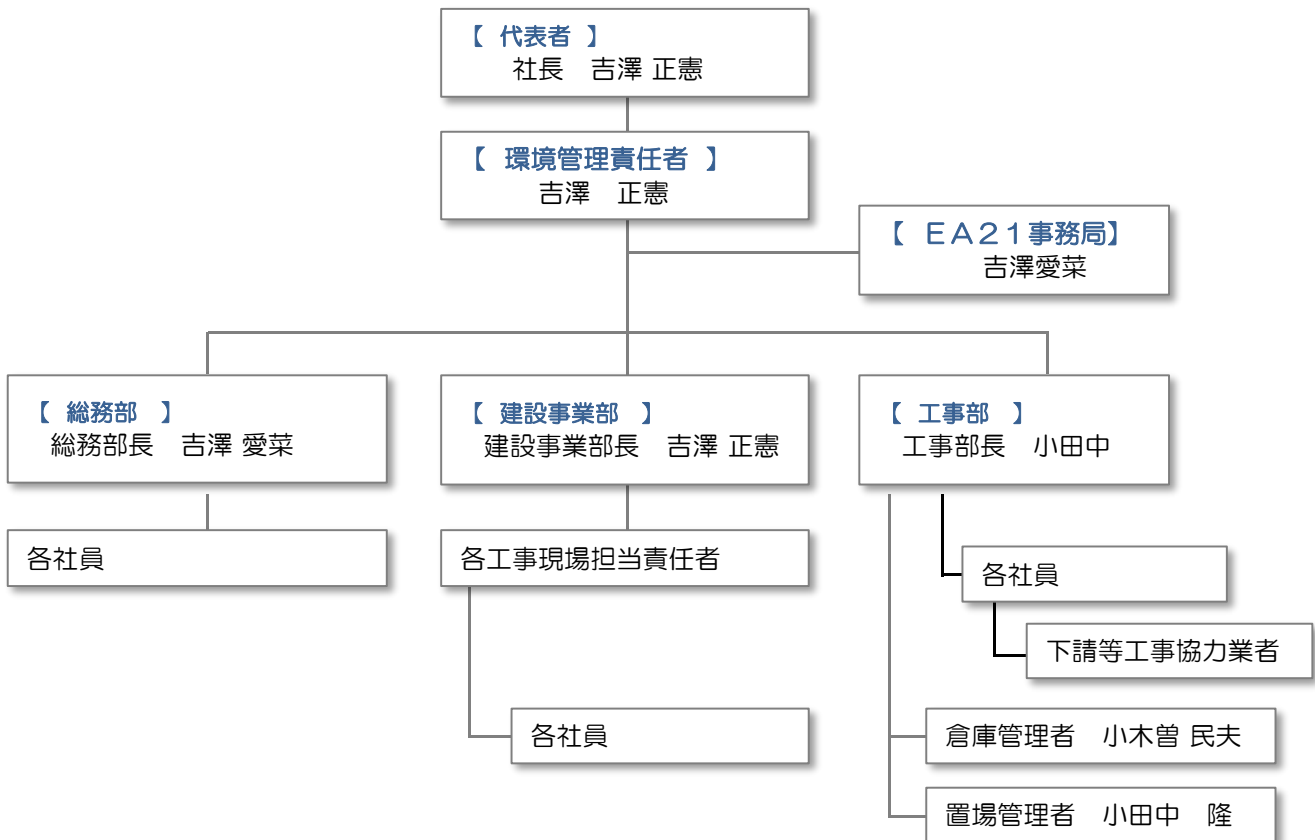 【 代表者 】
社長 吉澤 正憲
【 環境管理責任者 】
吉澤 正憲
【 EA21事務局】
吉澤愛菜
【 総務部 】
総務部長 吉澤 愛菜
【 建設事業部 】
建設事業部長 吉澤 正憲
【 工事部 】
工事部長 小田中
各社員
各工事現場担当責任者
各社員
下請等工事協力業者
各社員
倉庫管理者 小木曽 民夫
置場管理者 小田中 隆